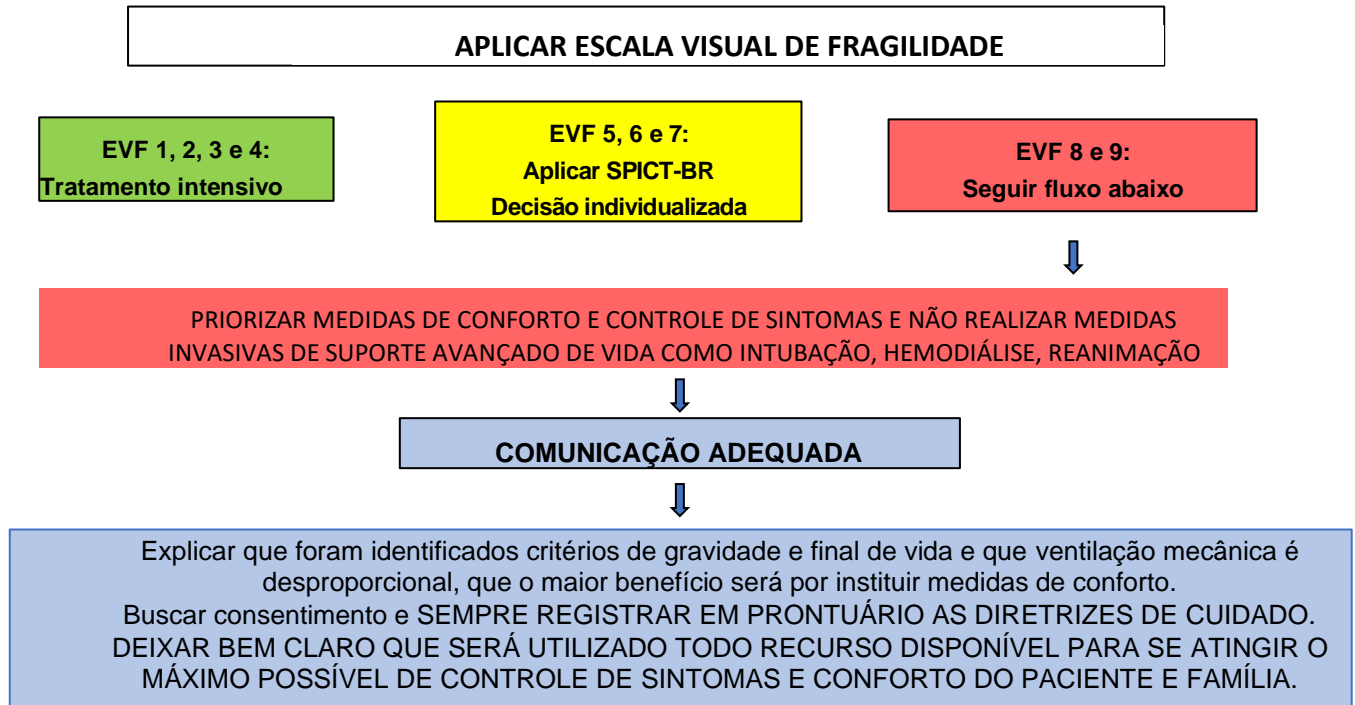 APLICAR ESCALA VISUAL DE FRAGILIDADE
EVF 1, 2, 3 e 4:
Tratamento intensivo
EVF 5, 6 e 7:
Aplicar SPICT-BR
Decisão individualizada
EVF 8 e 9:
Seguir fluxo abaixo
PRIORIZAR MEDIDAS DE CONFORTO E CONTROLE DE SINTOMAS E NÃO REALIZAR MEDIDAS
INVASIVAS DE SUPORTE AVANÇADO DE VIDA COMO INTUBAÇÃO, HEMODIÁLISE, REANIMAÇÃO
COMUNICAÇÃO ADEQUADA
Explicar que foram identificados critérios de gravidade e final de vida e que ventilação mecânica é
desproporcional, que o maior benefício será por instituir medidas de conforto.
Buscar consentimento e SEMPRE REGISTRAR EM PRONTUÁRIO AS DIRETRIZES DE CUIDADO.
DEIXAR BEM CLARO QUE SERÁ UTILIZADO TODO RECURSO DISPONÍVEL PARA SE ATINGIR O
MÁXIMO POSSÍVEL DE CONTROLE DE SINTOMAS E CONFORTO DO PACIENTE E FAMÍLIA.